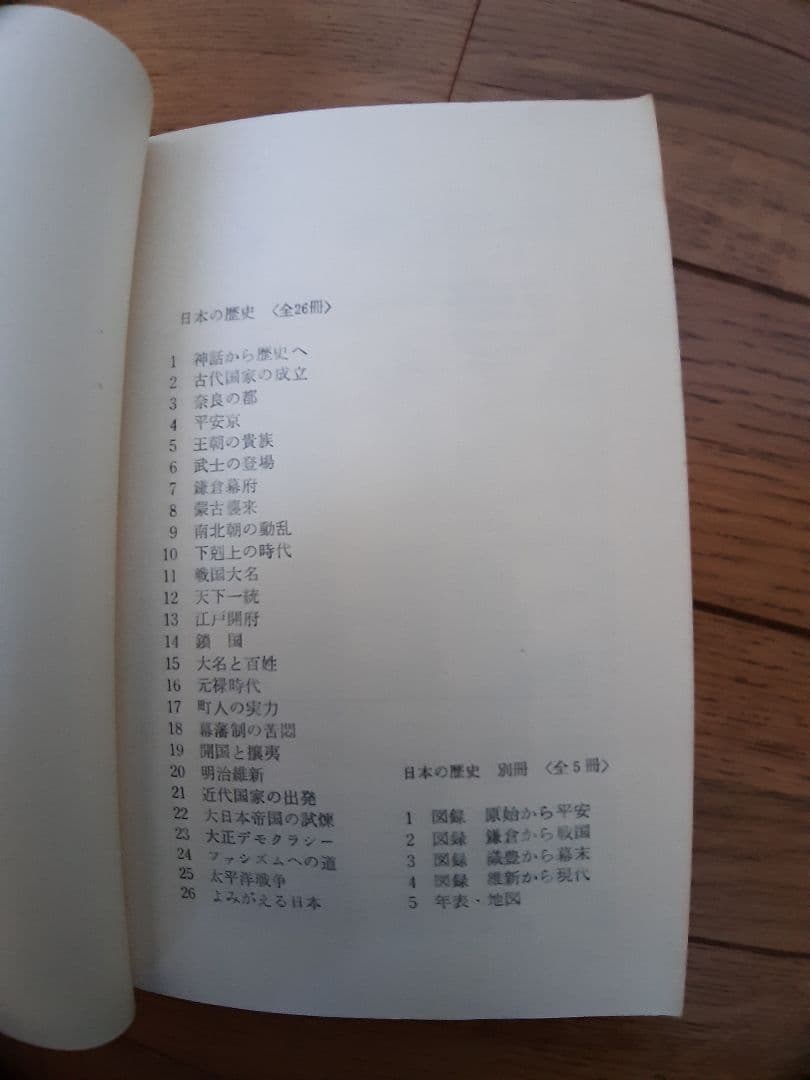 日本の歴史 〈全26冊〉
1 神話から歴史へ
2 古代国家の成立
3 奈良の都
4 平安京
5 王朝の貴族
6 武士の登場
7 鎌倉幕府
8 蒙古襲来
9 南北朝の動乱
10 下剋上の時代
11 戦国大名
12 天下一統
13 江戸開府
14 鎖 国
15 大名と百姓
16 元禄時代
17 町人の実力
18 幕藩制の苦悶
19 開国と攘夷
20 明治維新
21 近代国家の出発
22 大日本帝国の試煉
23 大正デモクラシー
24 ファシズムへの道
25 太平洋戦争
26 よみがえる日本
日本の歴史 別冊 〈全5冊〉
1 図録 原始から平安
2 図録 鎌倉から戦国
3 図録 織豊から幕末
4 図録 維新から現代
5 年表・地図